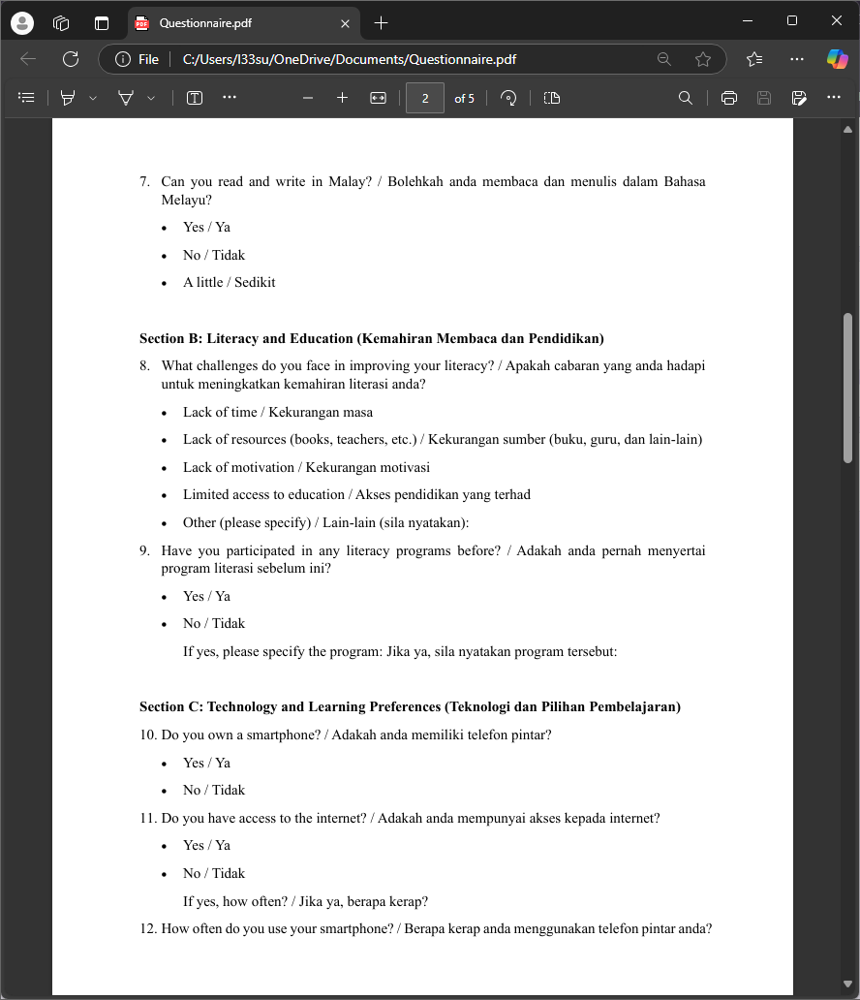 Questionnaire.pdf
File
C:/Users/l33su/OneDrive/Documents/Questionnaire.pdf
2 of 5
7. Can you read and write in Malay? / Bolehkah anda membaca dan menulis dalam Bahasa
Melayu?
• Yes / Ya
• No / Tidak
• A little / Sedikit
Section B: Literacy and Education (Kemahiran Membaca dan Pendidikan)
8. What challenges do you face in improving your literacy? / Apakah cabaran yang anda hadapi
untuk meningkatkan kemahiran literasi anda?
• Lack of time / Kekurangan masa
• Lack of resources (books, teachers, etc.) / Kekurangan sumber (buku, guru, dan lain-lain)
• Lack of motivation / Kekurangan motivasi
• Limited access to education / Akses pendidikan yang terhad
• Other (please specify) / Lain-lain (sila nyatakan):
9. Have you participated in any literacy programs before? / Adakah anda pernah menyertai
program literasi sebelum ini?
• Yes / Ya
• No / Tidak
If yes, please specify the program: Jika ya, sila nyatakan program tersebut:
Section C: Technology and Learning Preferences (Teknologi dan Pilihan Pembelajaran)
10. Do you own a smartphone? / Adakah anda memiliki telefon pintar?
• Yes / Ya
• No / Tidak
11. Do you have access to the internet? / Adakah anda mempunyai akses kepada internet?
• Yes / Ya
• No / Tidak
If yes, how often? / Jika ya, berapa kerap?
12. How often do you use your smartphone? / Berapa kerap anda menggunakan telefon pintar anda?